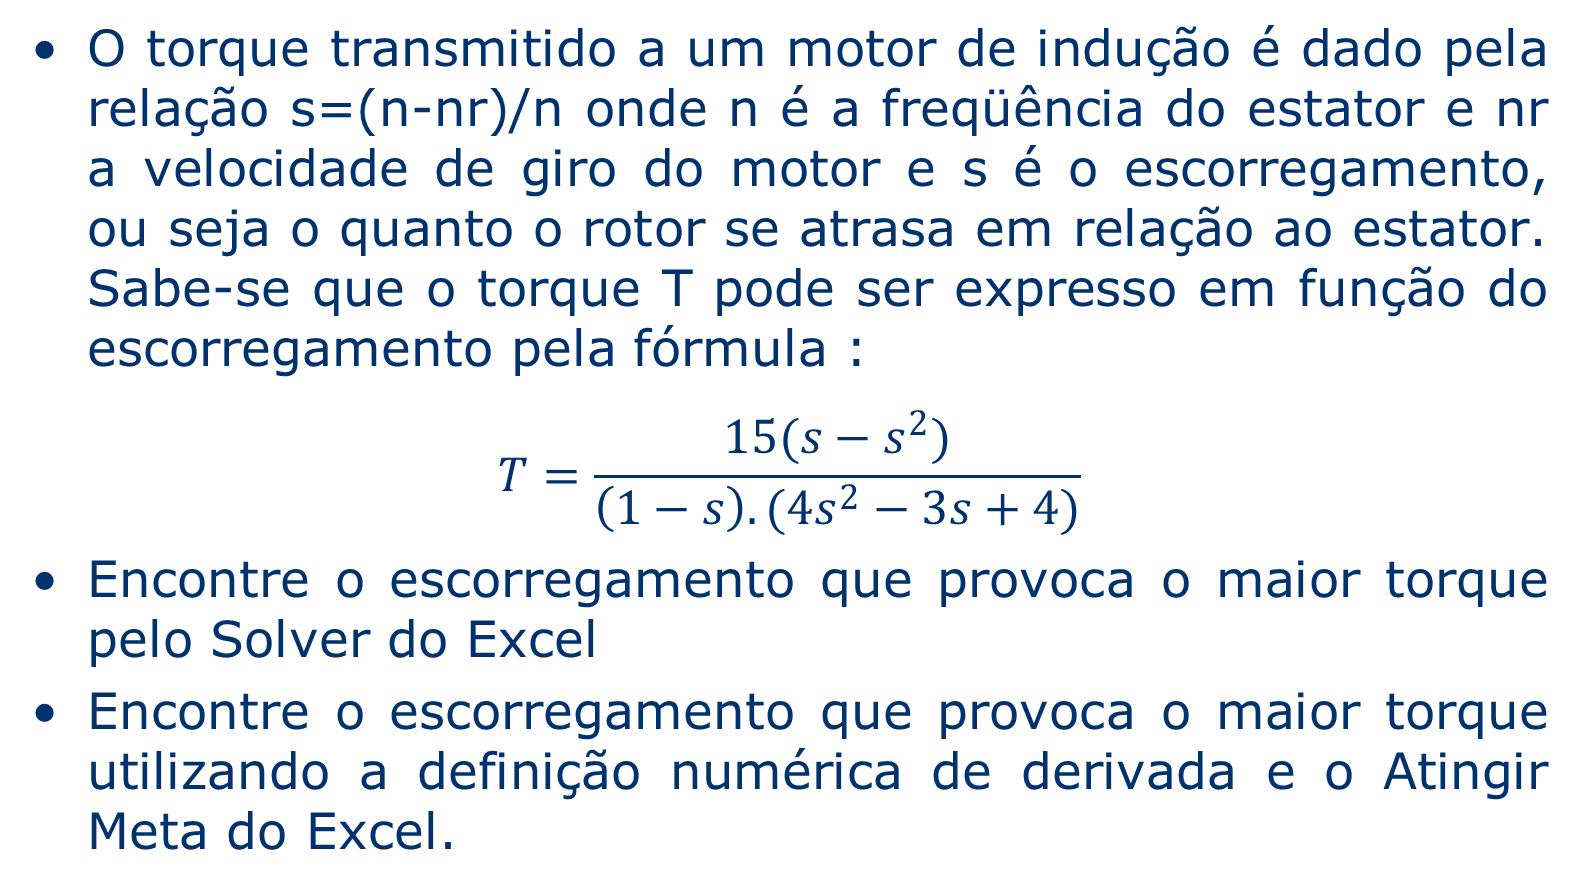 • O torque transmitido a um motor de indução é dado pela
relação s=(n-nr)/n onde n é a freqüência do estator e nr
a velocidade de giro do motor e s é o escorregamento,
ou seja o quanto o rotor se atrasa em relação ao estator.
Sabe-se que o torque T pode ser expresso em função do
escorregamento pela fórmula :
T = 15(s − s²) / (1 − s).(4s² − 3s + 4)
• Encontre o escorregamento que provoca o maior torque
pelo Solver do Excel
• Encontre o escorregamento que provoca o maior torque
utilizando a definição numérica de derivada e o Atingir
Meta do Excel.